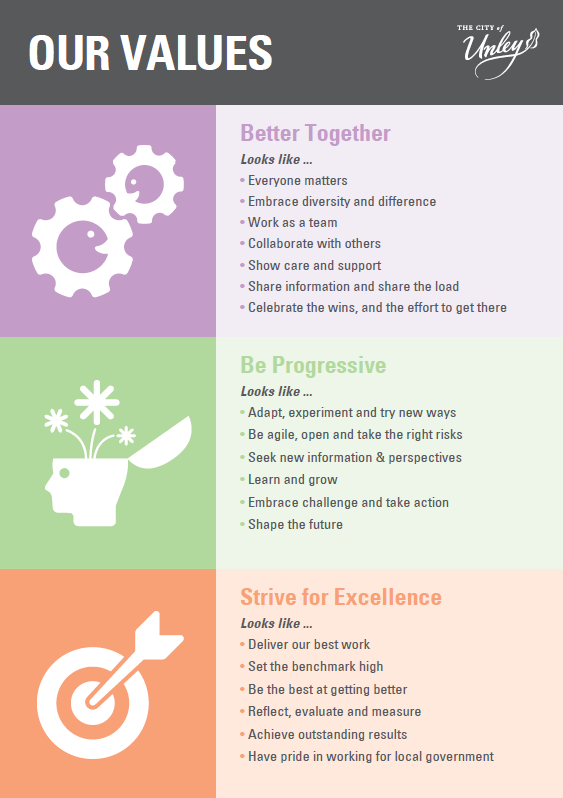 OUR VALUES
THE CITY of
Unley
Better Together
Looks like ...
• Everyone matters
• Embrace diversity and difference
• Work as a team
• Collaborate with others
• Show care and support
• Share information and share the load
• Celebrate the wins, and the effort to get there
Be Progressive
Looks like ...
• Adapt, experiment and try new ways
• Be agile, open and take the right risks
• Seek new information & perspectives
• Learn and grow
• Embrace challenge and take action
• Shape the future
Strive for Excellence
Looks like ...
• Deliver our best work
• Set the benchmark high
• Be the best at getting better
• Reflect, evaluate and measure
• Achieve outstanding results
• Have pride in working for local government